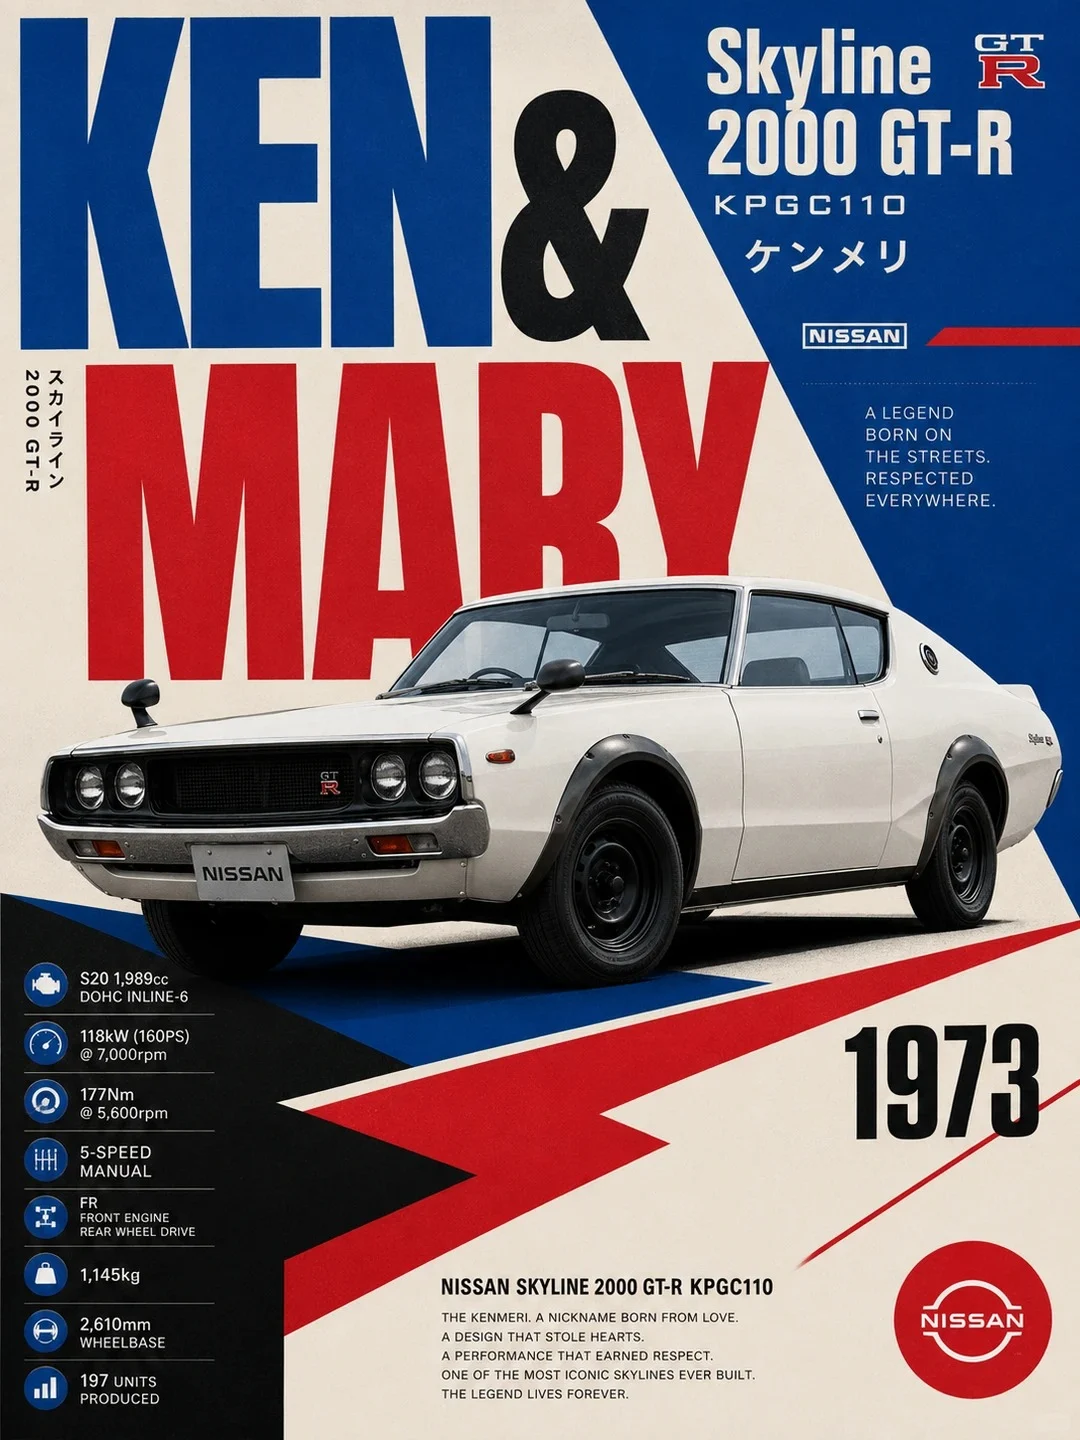 KEN&
MARY
Skyline
GT
R
2000 GT-R
KPGC110
ケンメリ
NISSAN
A LEGEND
BORN ON
THE STREETS.
RESPECTED
EVERYWHERE.
スカイライン
2000 GT-R
Skyline GT
GT
R
NISSAN
S20 1,989cc
DOHC INLINE-6
118kW (160PS)
@ 7,000rpm
177Nm
@ 5,600rpm
5-SPEED
MANUAL
FR
FRONT ENGINE
REAR WHEEL DRIVE
1,145kg
2,610mm
WHEELBASE
197 UNITS
PRODUCED
1973
NISSAN SKYLINE 2000 GT-R KPGC110
THE KENMERI. A NICKNAME BORN FROM LOVE.
A DESIGN THAT STOLE HEARTS.
A PERFORMANCE THAT EARNED RESPECT.
ONE OF THE MOST ICONIC SKYLINES EVER BUILT.
THE LEGEND LIVES FOREVER.
NISSAN